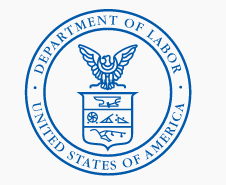 DEPARTMENT OF LABOR
UNITED STATES OF AMERICA